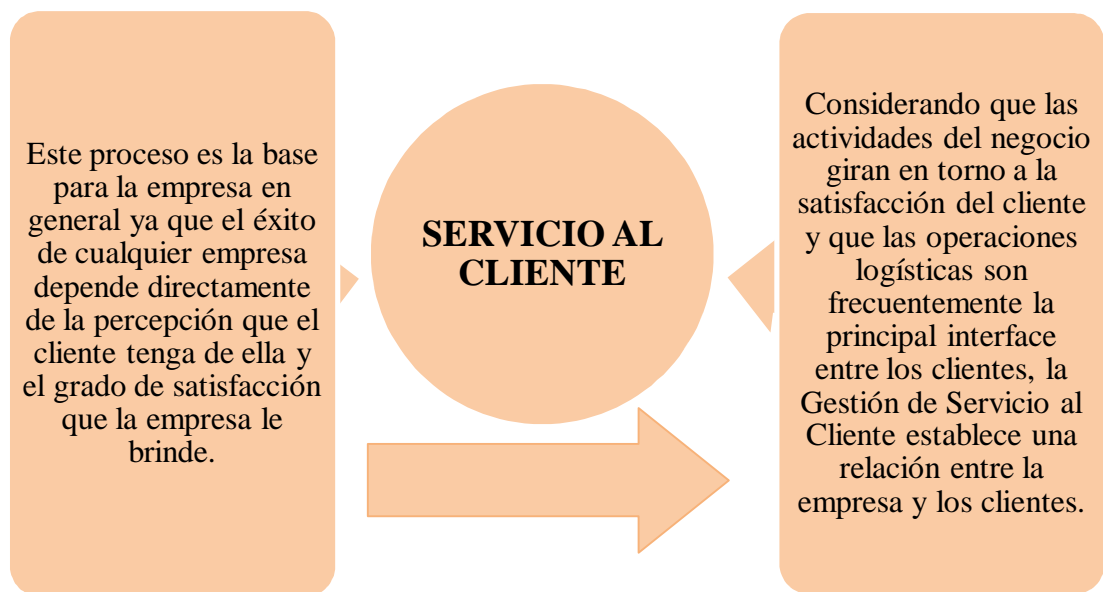 Este proceso es la base
para la empresa en
general ya que el éxito
de cualquier empresa
depende directamente
de la percepción que el
cliente tenga de ella y
el grado de satisfacción
que la empresa le
brinde.
SERVICIO AL
CLIENTE
Considerando que las
actividades del negocio
giran en torno a la
satisfacción del cliente
y que las operaciones
logísticas son
frecuentemente la
principal interface
entre los clientes, la
Gestión de Servicio al
Cliente establece una
relación entre la
empresa y los clientes.